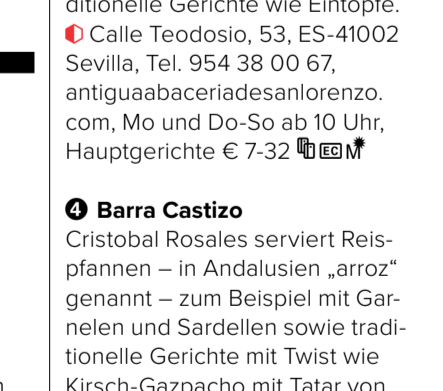 ditionelle Gerichte wie Eintöpfe.
Calle Teodosio, 53, ES-41002
Sevilla, Tel. 954 38 00 67,
antiguaabaceriadesanlorenzo.
com, Mo und Do-So ab 10 Uhr,
Hauptgerichte € 7-32 EC M
4 Barra Castizo
Cristobal Rosales serviert Reis-
pfannen – in Andalusien „arroz“
genannt – zum Beispiel mit Gar-
nelen und Sardellen sowie tradi-
tionelle Gerichte mit Twist wie
Kirsch-Gazpacho mit Tatar von